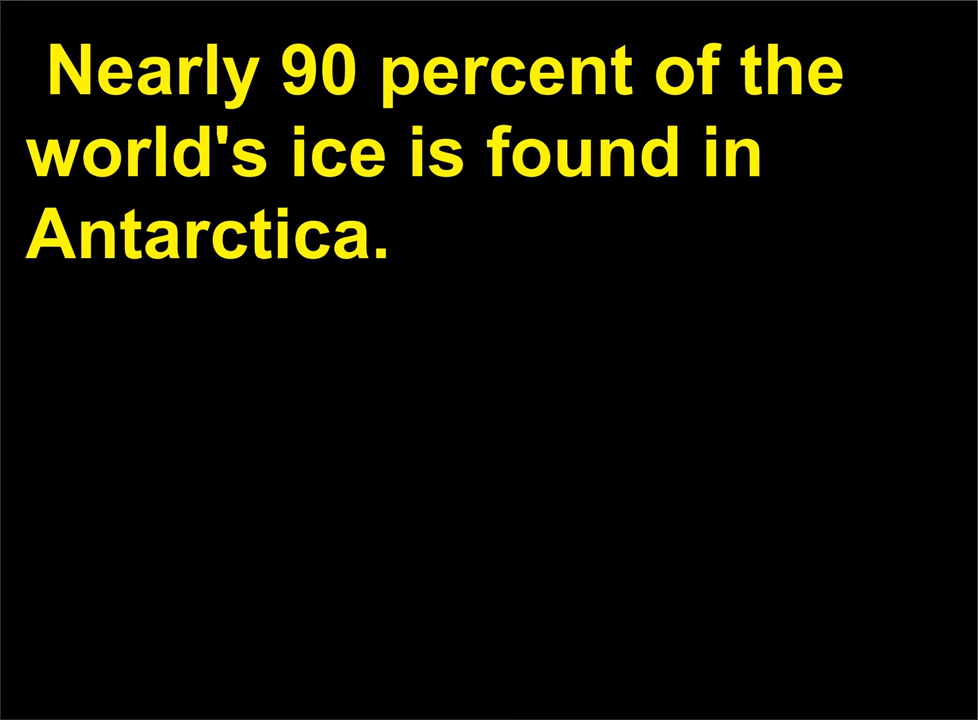 Nearly 90 percent of the
world's ice is found in
Antarctica.